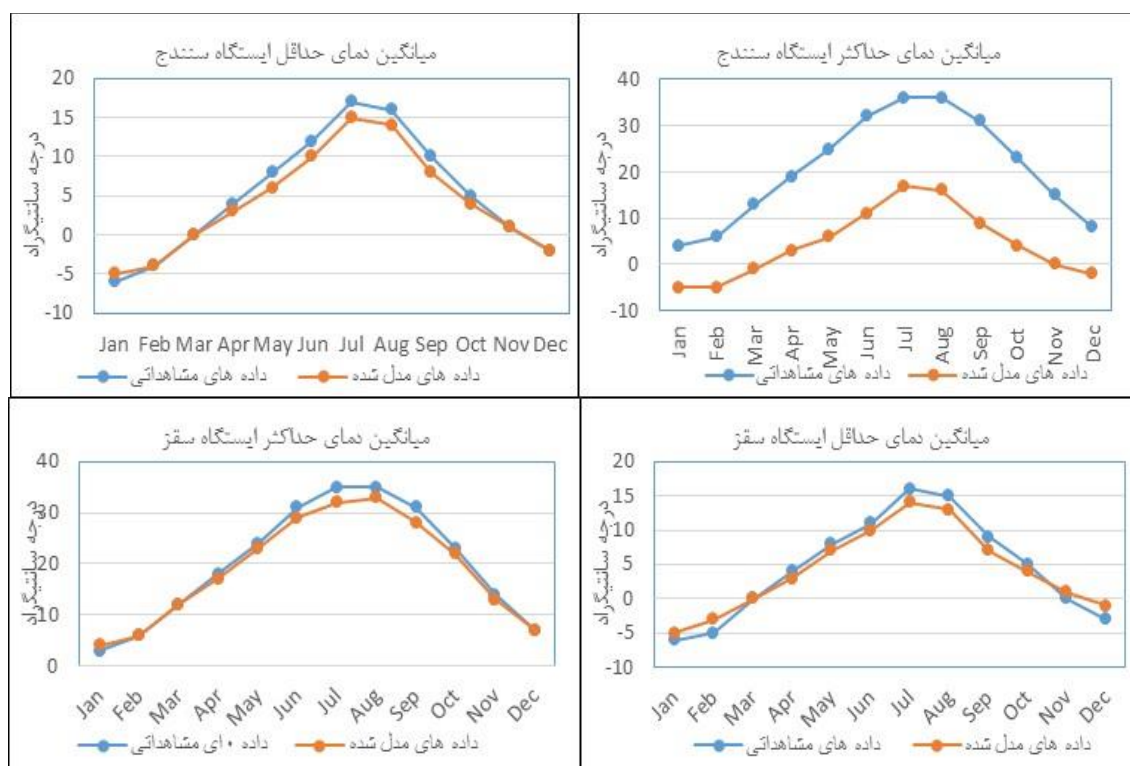 میانگین دمای حداقل ایستگاه سنندج
درجه سانتیگراد
20
15
10
5
0
-5
-10
Jan Feb Mar Apr May Jun Jul Aug Sep Oct Nov Dec
داده های مشاهداتی داده های مدل شده
میانگین دمای حداکثر ایستگاه سنندج
درجه سانتیگراد
40
30
20
10
0
-10
Jan Feb Mar Apr May Jun Jul Aug Sep Oct Nov Dec
داده های مشاهداتی داده های مدل شده
میانگین دمای حداکثر ایستگاه سقز
درجه سانتیگراد
40
30
20
10
0
Jan Feb Mar Apr May Jun Jul Aug Sep Oct Nov Dec
داده ۰ای مشاهداتی داده های مدل شده
میانگین دمای حداقل ایستگاه سقز
درجه سانتیگراد
20
15
10
5
0
-5
-10
Jan Feb Mar Apr May Jun Jul Aug Sep Oct Nov Dec
داده های مشاهداتی داده های مدل شده